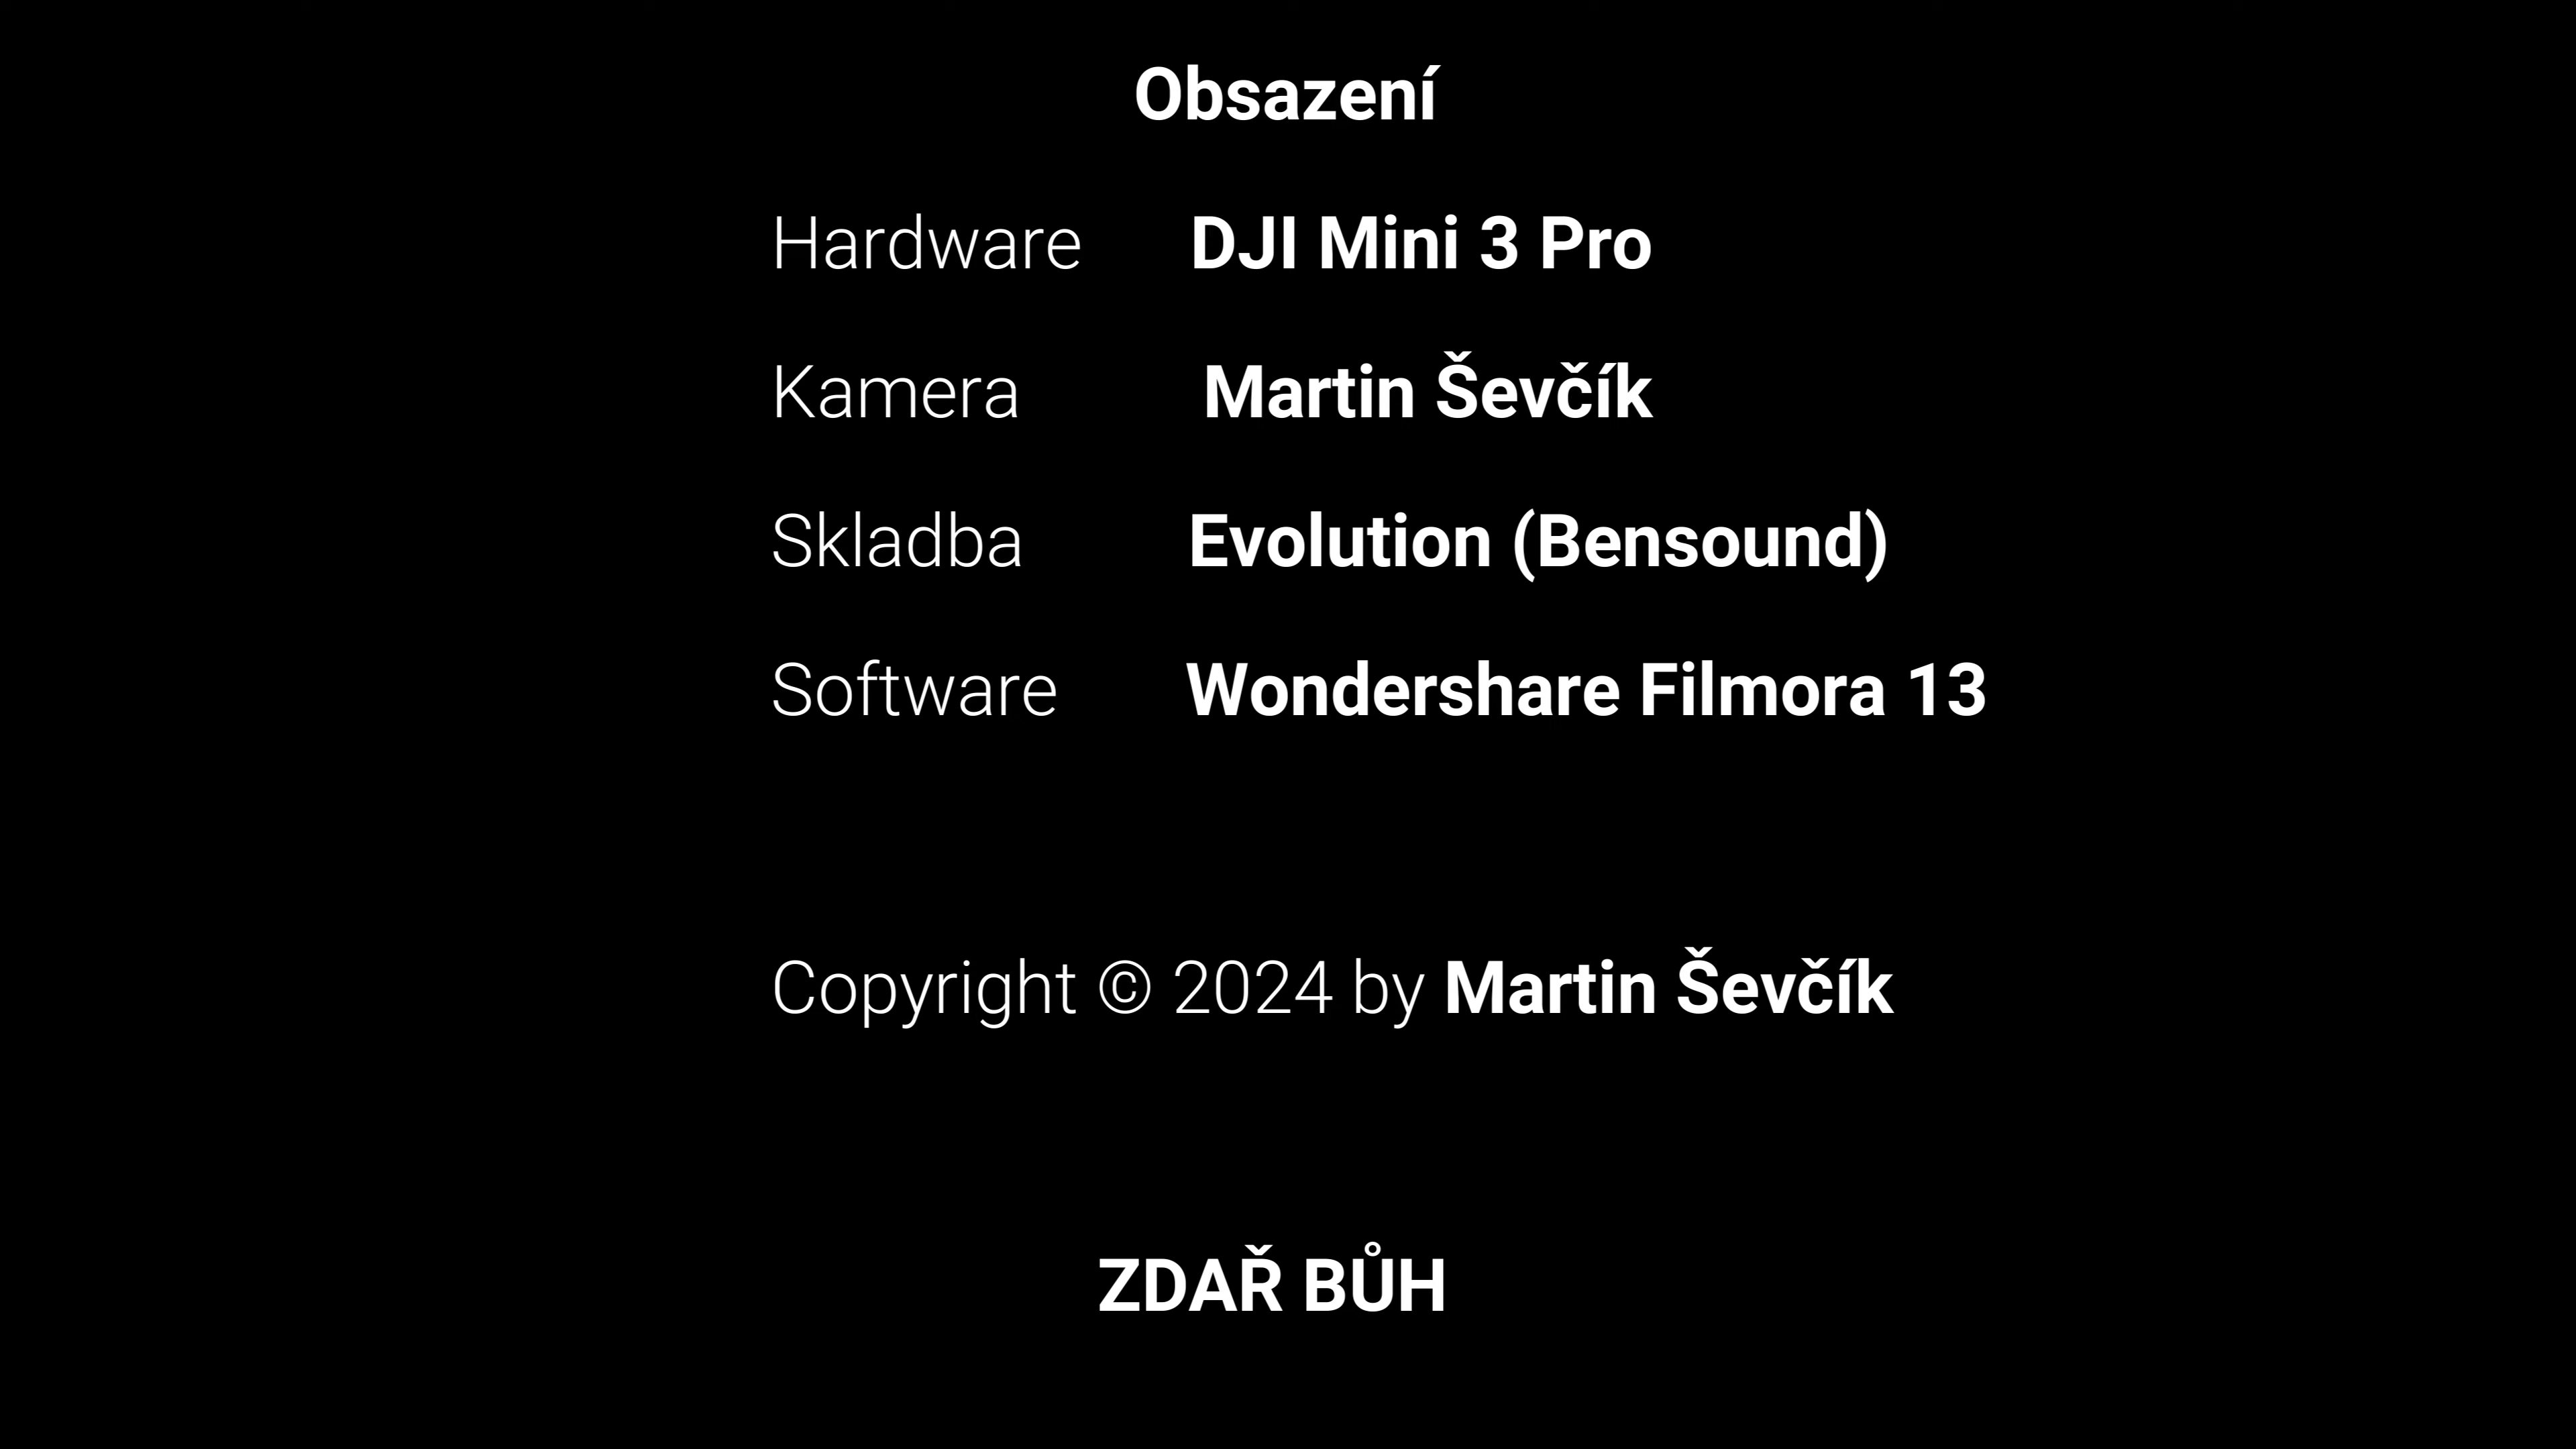 Obsazení
Hardware DJI Mini 3 Pro
Kamera Martin Ševčík
Skladba Evolution (Bensound)
Software Wondershare Filmora 13
Copyright © 2024 by Martin Ševčík
ZDAŘ BŮH